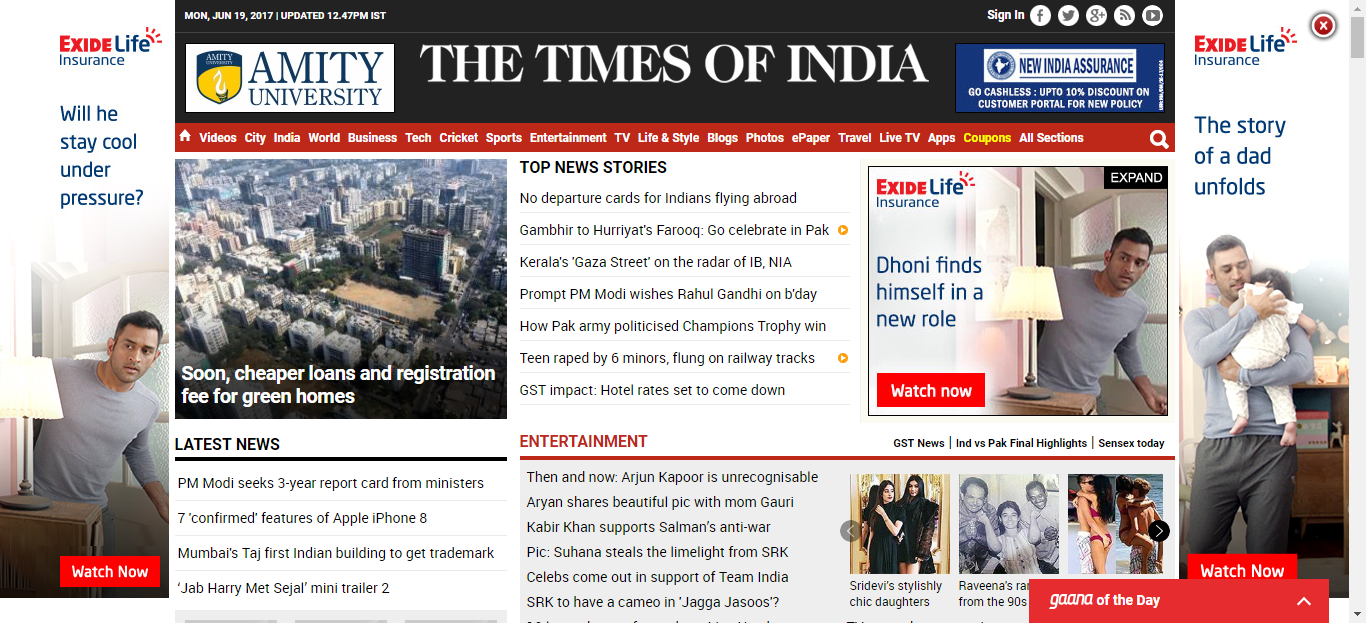 MON, JUN 19, 2017 | UPDATED 12.47PM IST
Sign In
EXIDE Life
Insurance
Will he
stay cool
under
pressure?
Watch Now
AMITY UNIVERSITY
AMITY
UNIVERSITY
THE TIMES OF INDIA
NEW INDIA ASSURANCE
GO CASHLESS : UPTO 10% DISCOUNT ON
CUSTOMER PORTAL FOR NEW POLICY
EXIDE Life
Insurance
The story
of a dad
unfolds
Watch Now
Videos City India World Business Tech Cricket Sports Entertainment TV Life & Style Blogs Photos ePaper Travel Live TV Apps Coupons All Sections
Soon, cheaper loans and registration
fee for green homes
TOP NEWS STORIES
No departure cards for Indians flying abroad
Gambhir to Hurriyat's Farooq: Go celebrate in Pak
Kerala's 'Gaza Street' on the radar of IB, NIA
Prompt PM Modi wishes Rahul Gandhi on b'day
How Pak army politicised Champions Trophy win
Teen raped by 6 minors, flung on railway tracks
GST impact: Hotel rates set to come down
EXPAND
EXIDE Life
Insurance
Dhoni finds
himself in a
new role
Watch now
LATEST NEWS
PM Modi seeks 3-year report card from ministers
7 'confirmed' features of Apple iPhone 8
Mumbai's Taj first Indian building to get trademark
‘Jab Harry Met Sejal’ mini trailer 2
ENTERTAINMENT
GST News | Ind vs Pak Final Highlights | Sensex today
Then and now: Arjun Kapoor is unrecognisable
Aryan shares beautiful pic with mom Gauri
Kabir Khan supports Salman's anti-war
Pic: Suhana steals the limelight from SRK
Celebs come out in support of Team India
SRK to have a cameo in 'Jagga Jasoos'?
Sridevi's stylishly
chic daughters
Raveena's
from the 90s
gaana of the Day